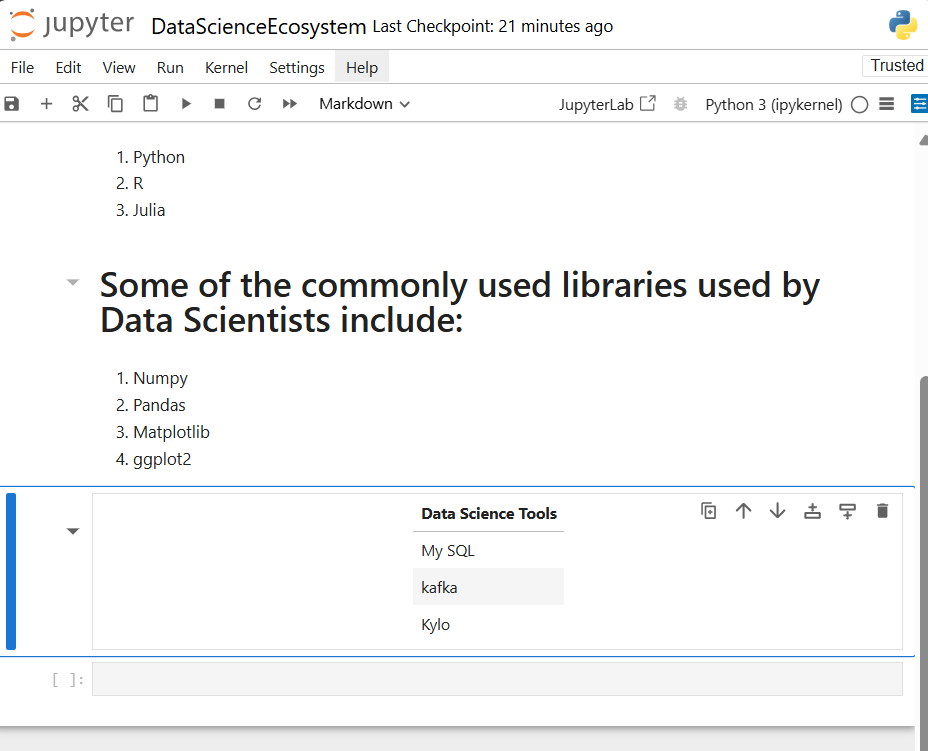 jupyter DataScienceEcosystem Last Checkpoint: 21 minutes ago
File Edit View Run Kernel Settings Help Trusted
Markdown JupyterLab Python 3 (ipykernel)
1. Python
2. R
3. Julia
Some of the commonly used libraries used by
Data Scientists include:
1. Numpy
2. Pandas
3. Matplotlib
4. ggplot2
Data Science Tools
My SQL
kafka
Kylo
[ ]: